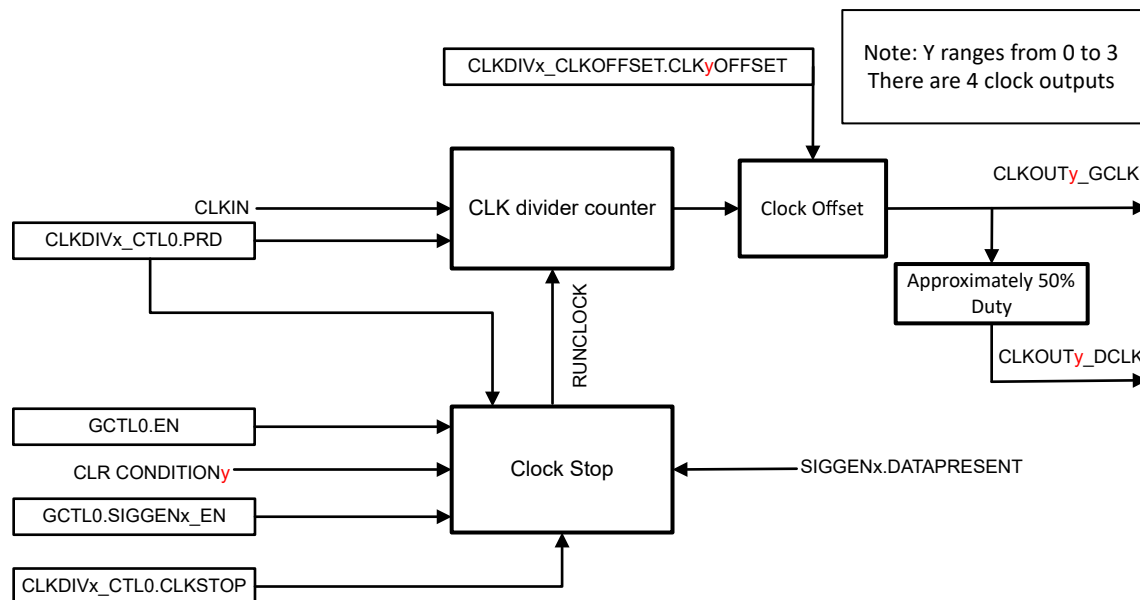 Note: Y ranges from 0 to 3
There are 4 clock outputs
CLKDIVx_CLKOFFSET.CLKyOFFSET
CLKIN
CLKDIVx_CTL0.PRD
CLK divider counter
Clock Offset
CLKOUTy_GCLK
Approximately 50%
Duty
CLKOUTy_DCLK
RUNCLOCK
GCTL0.EN
CLR CONDITIONy
GCTL0.SIGGENx_EN
CLKDIVx_CTL0.CLKSTOP
Clock Stop
SIGGENx.DATAPRESENT